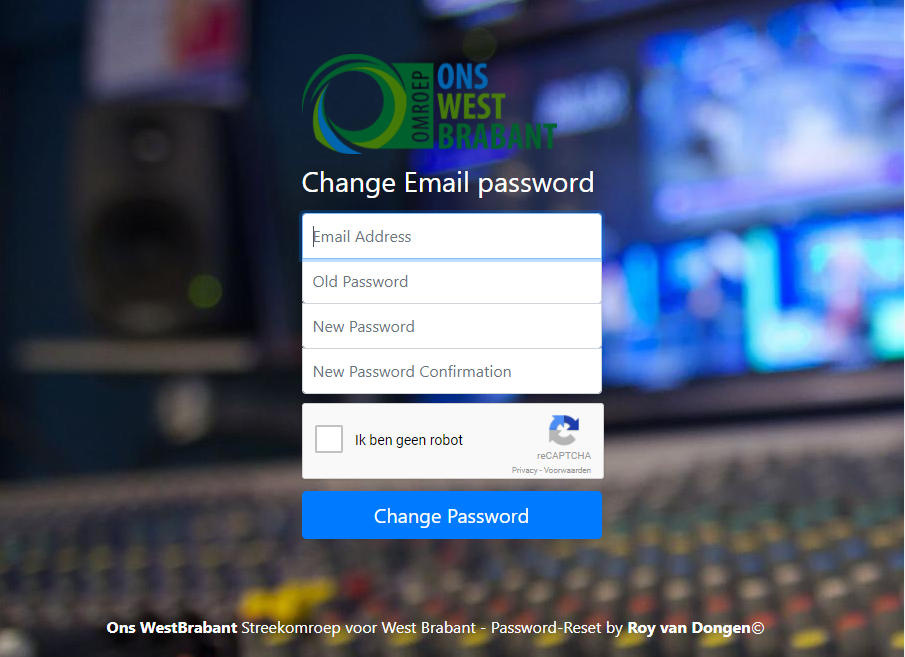 OMROEP
ONS
WEST
BRABANT
Change Email password
Email Address
Old Password
New Password
New Password Confirmation
Ik ben geen robot
reCAPTCHA
Privacy - Voorwaarden
Change Password
Ons WestBrabant Streekomroep voor West Brabant - Password-Reset by Roy van Dongen©